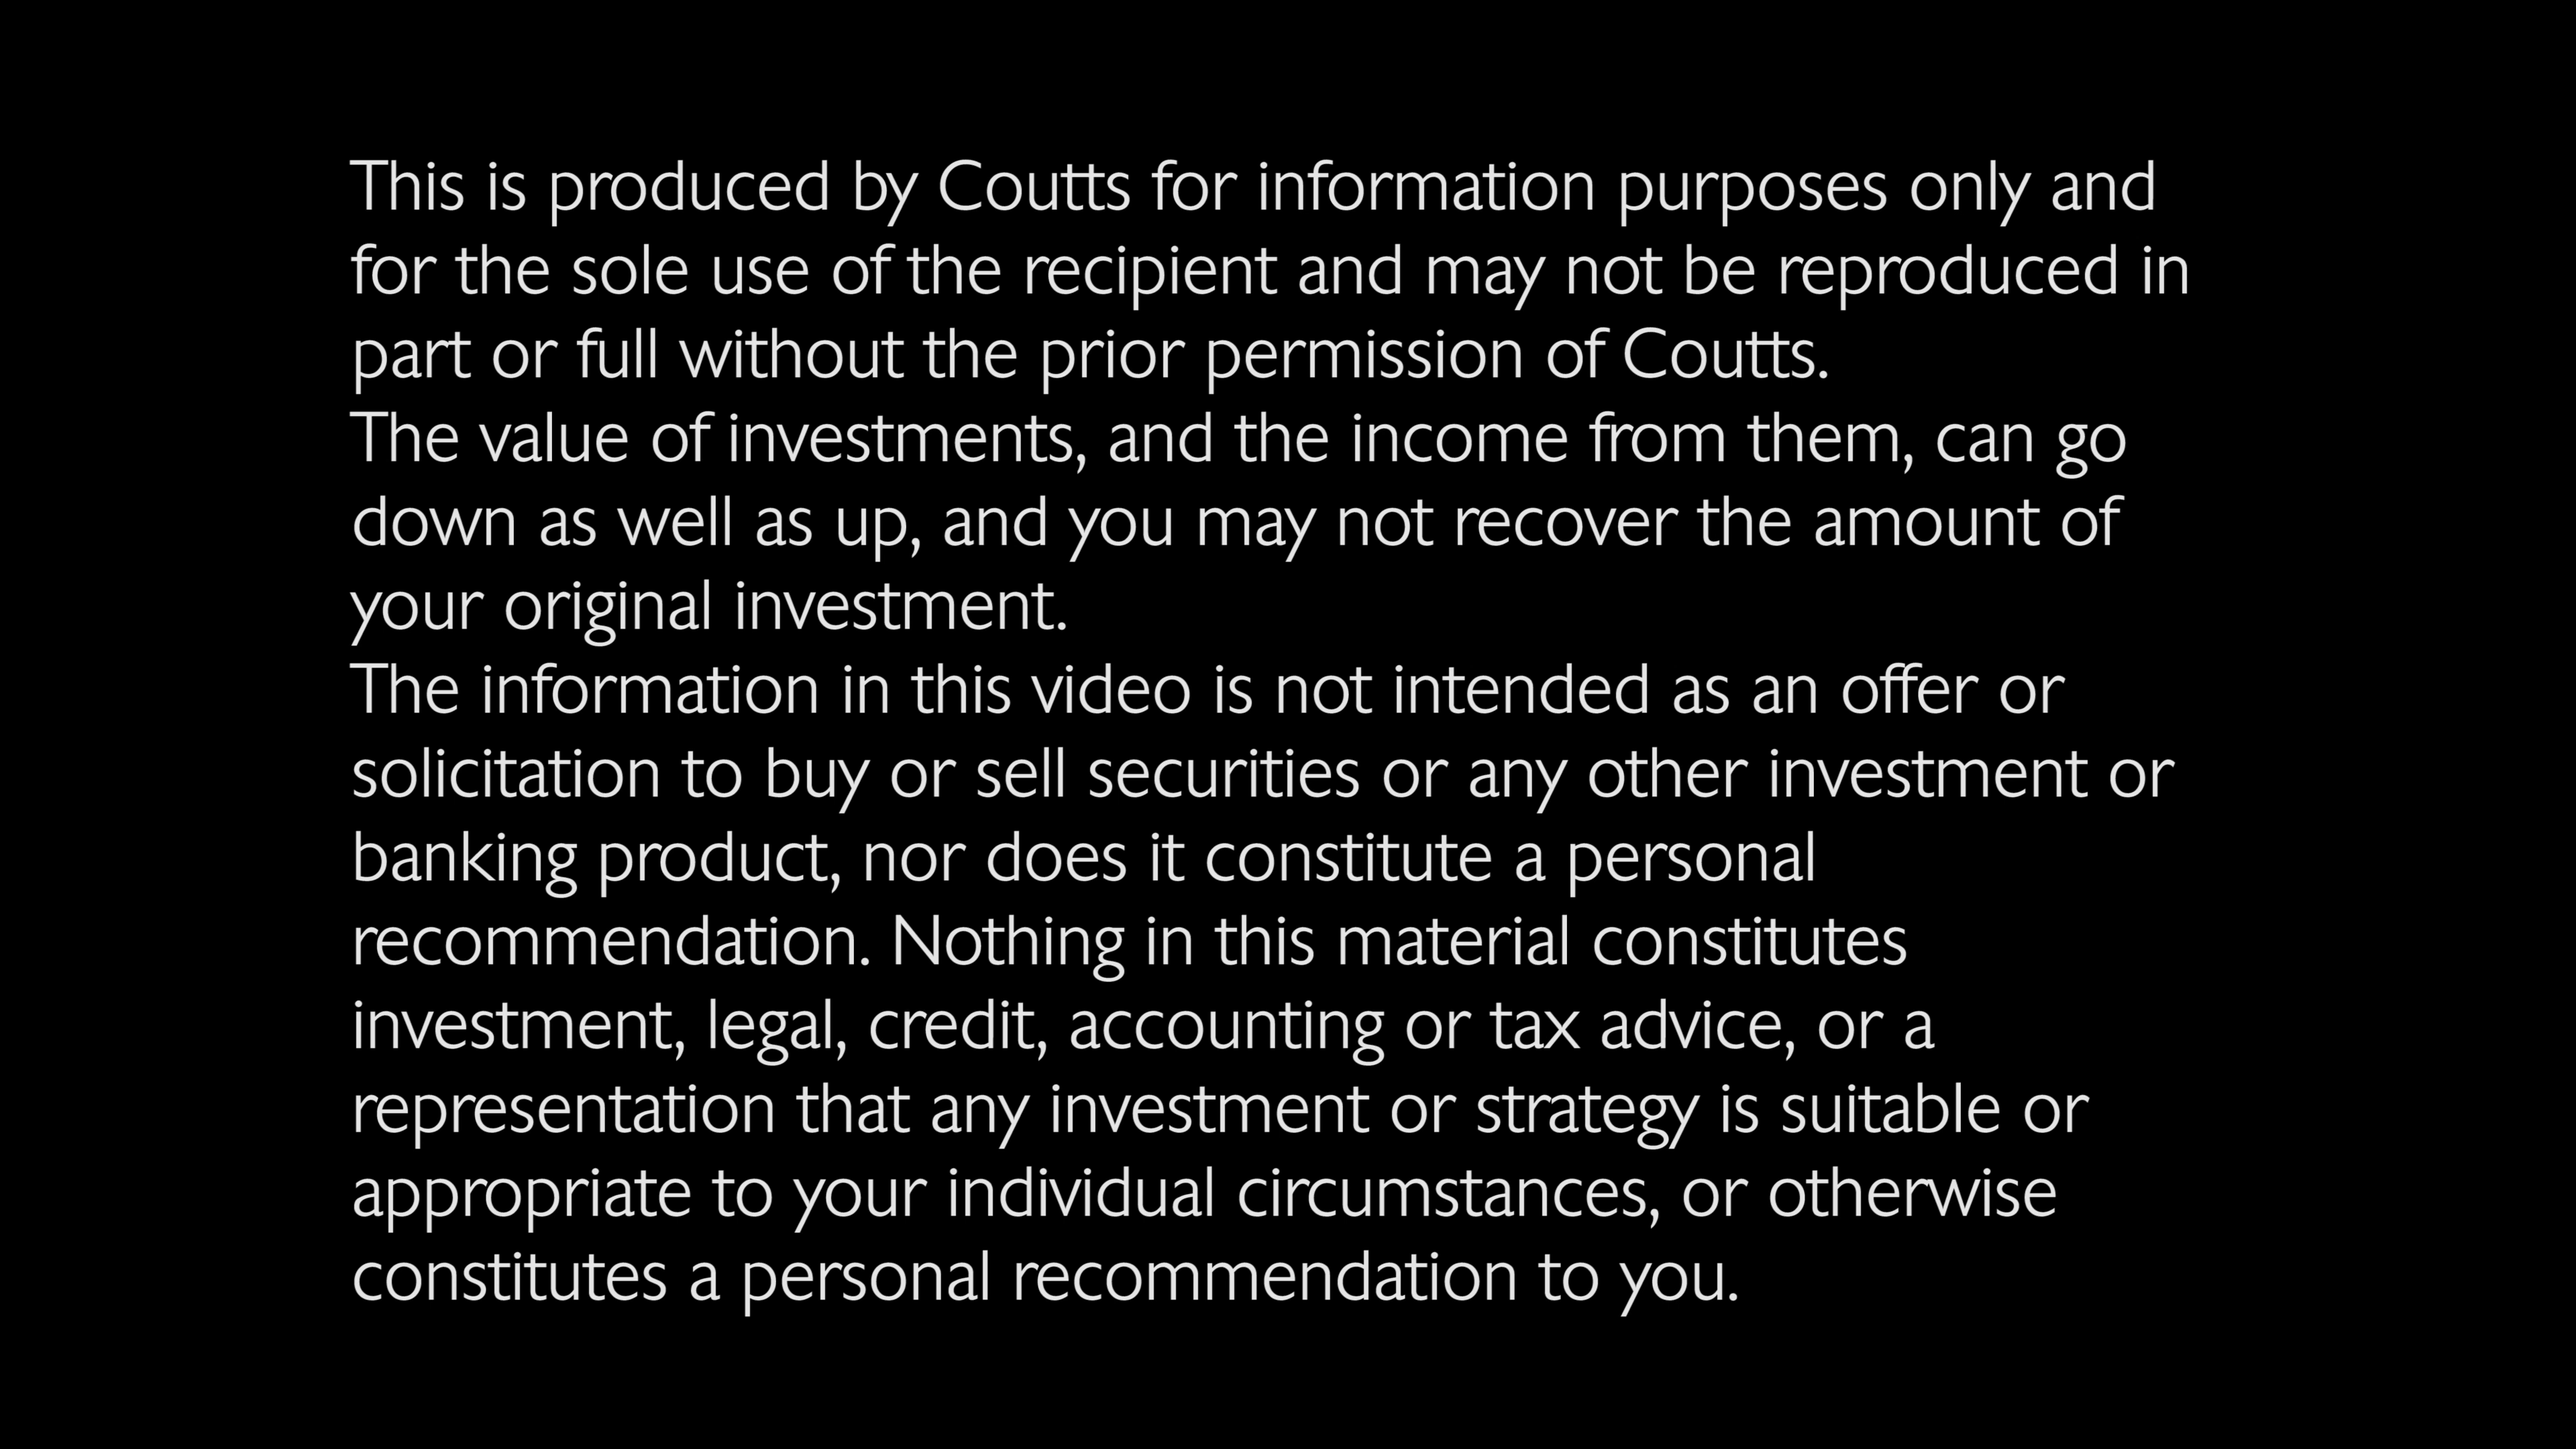 This is produced by Coutts for information purposes only and
for the sole use of the recipient and may not be reproduced in
part or full without the prior permission of Coutts.
The value of investments, and the income from them, can go
down as well as up, and you may not recover the amount of
your original investment.
The information in this video is not intended as an offer or
solicitation to buy or sell securities or any other investment or
banking product, nor does it constitute a personal
recommendation. Nothing in this material constitutes
investment, legal, credit, accounting or tax advice, or a
representation that any investment or strategy is suitable or
appropriate to your individual circumstances, or otherwise
constitutes a personal recommendation to you.